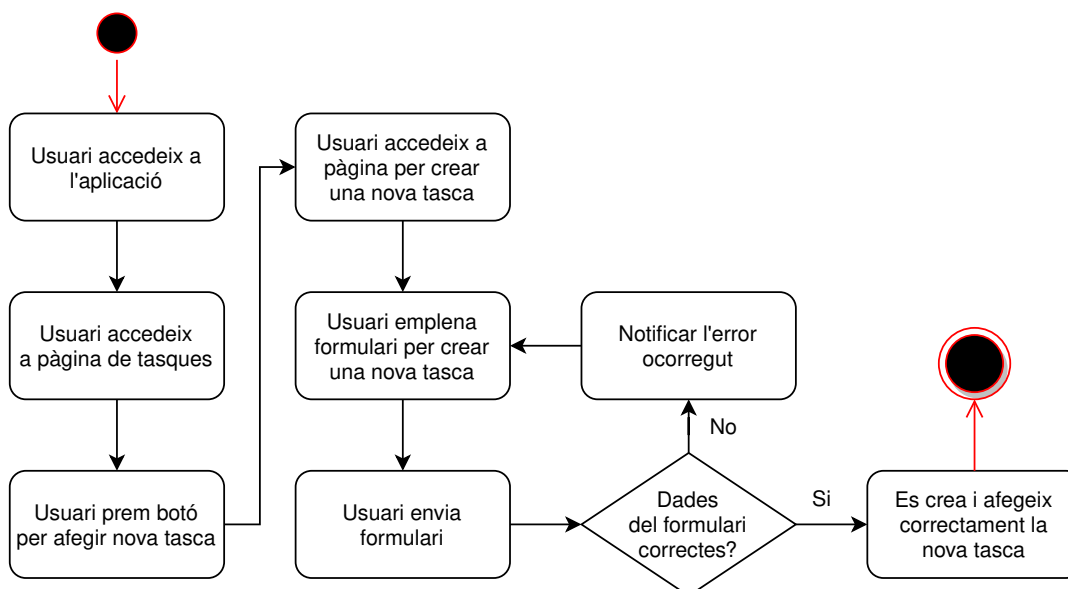 Usuari accedeix a
l'aplicació
Usuari accedeix
a pàgina de tasques
Usuari prem botó
per afegir nova tasca
Usuari accedeix a
pàgina per crear
una nova tasca
Usuari emplena
formulari per crear
una nova tasca
Usuari envia
formulari
Dades
del formulari
correctes?
No
Notificar l'error
ocorregut
Si
Es crea i afegeix
correctament la
nova tasca